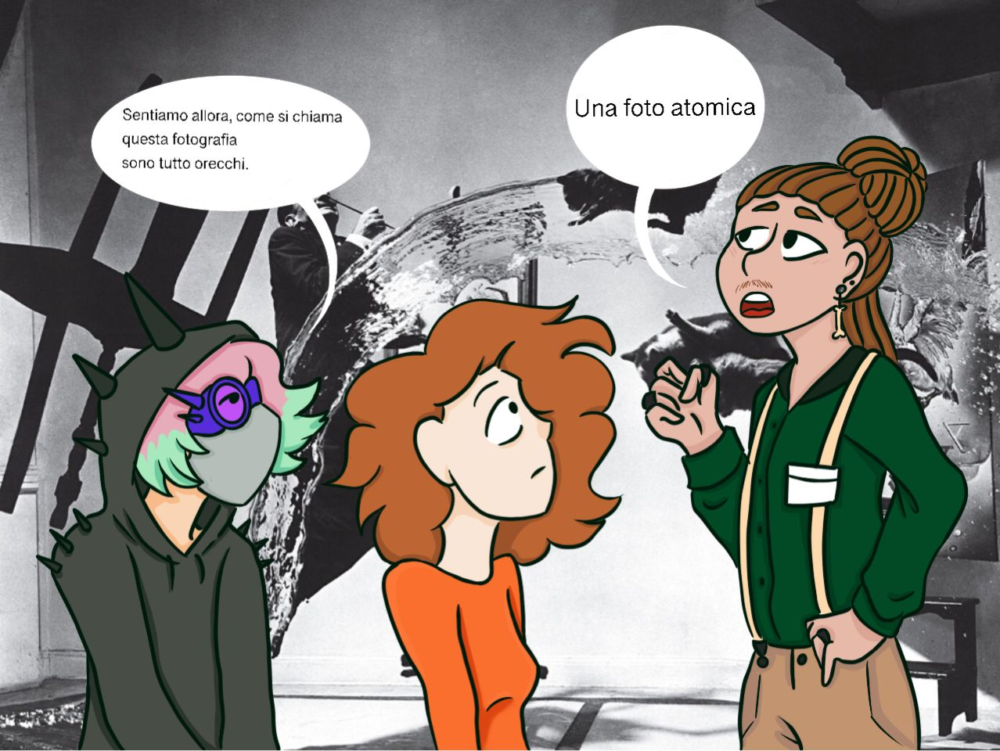 Sentiamo allora, come si chiama
questa fotografia
sono tutto orecchi.
Una foto atomica